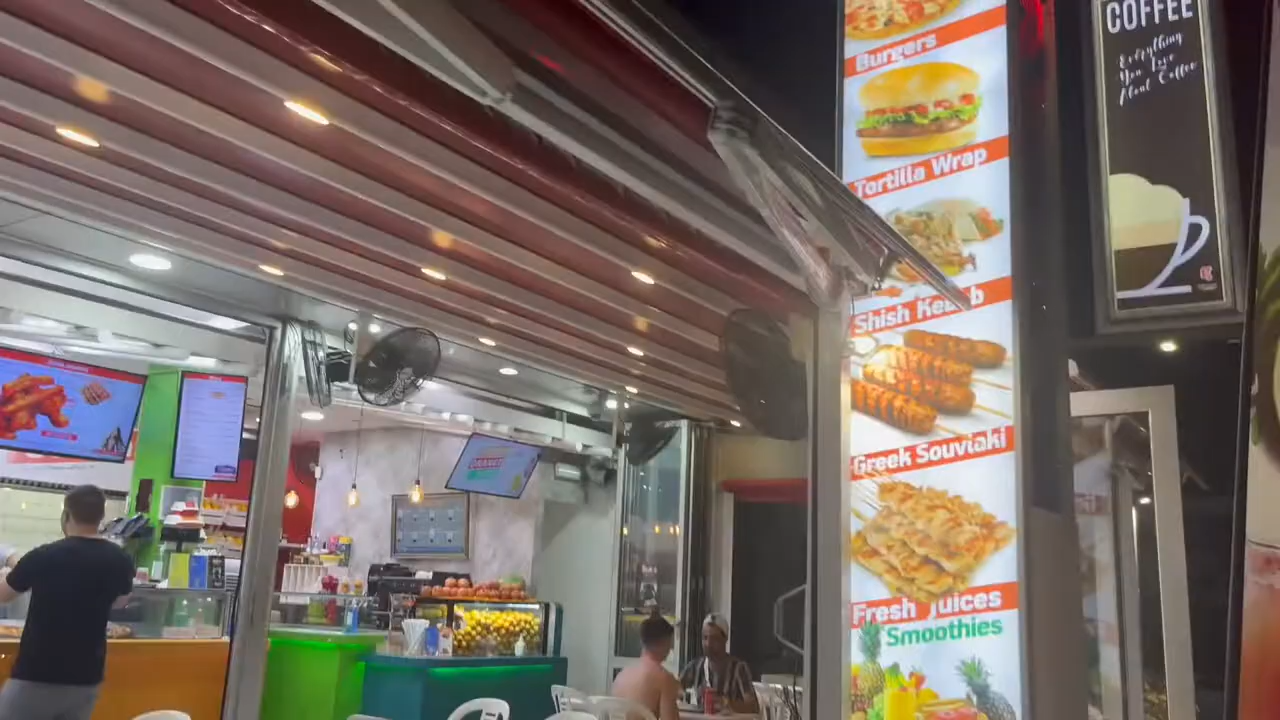 Burgers
Tortilla Wrap
Shish Kebab
Greek Souvlaki
Fresh Juices
Smoothies
COFFEE
Everything
You Love
About Coffee